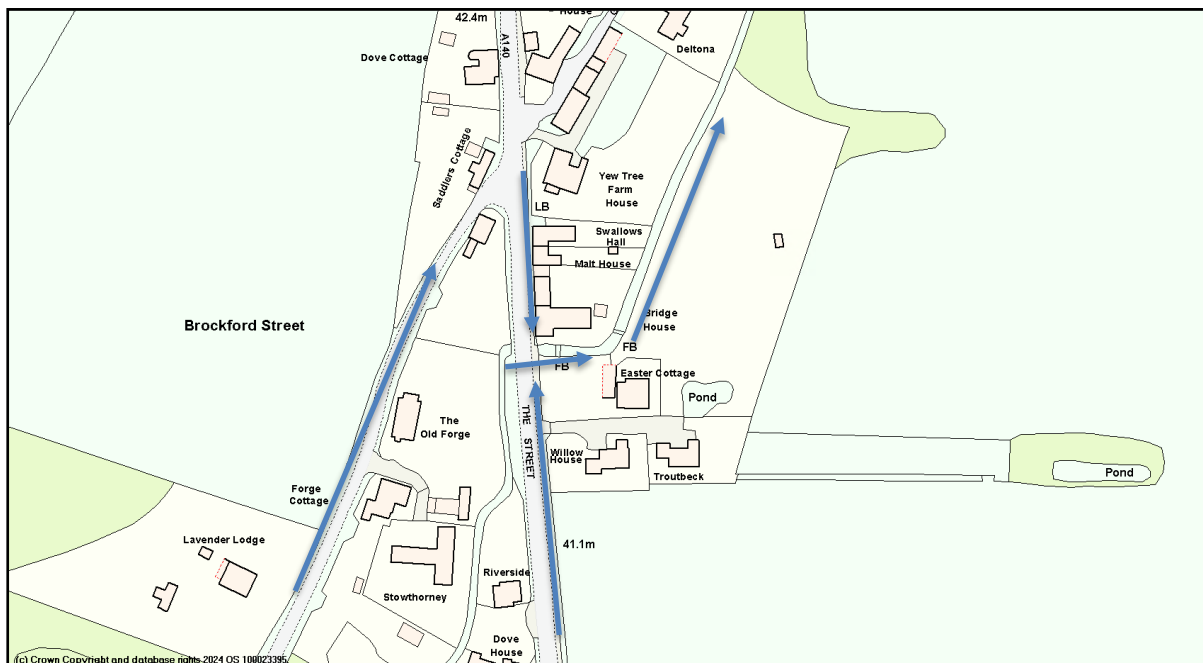 House
42.4m
A140
Deltona
Dove Cottage
Saddlers Cottage
Yew Tree
Farm
House
LB
Swallows
Hall
Malt House
Brockford Street
Bridge
House
FB
FB
Easter Cottage
Pond
THE STREET
The
Old Forge
Willow
House
Troutbeck
Pond
Forge
Cottage
Lavender Lodge
41.1m
Riverside
Stowthorney
Dove
House
(c) Crown Copyright and database rights 2024 OS 100023395